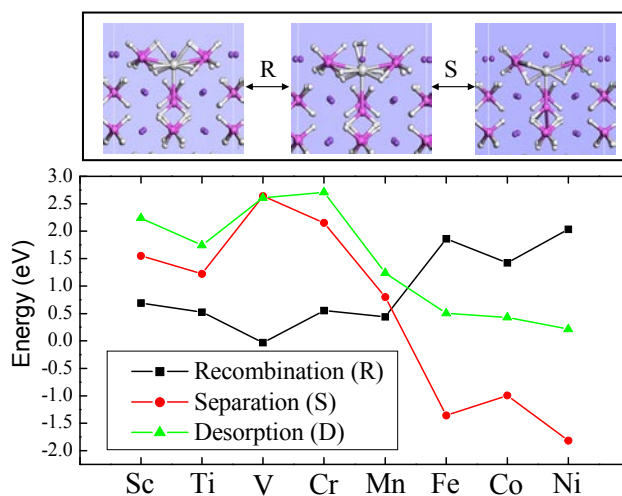 R
S
3.0
2.5
2.0
1.5
1.0
0.5
0.0
-0.5
-1.0
-1.5
-2.0
Energy (eV)
Recombination (R)
Separation (S)
Desorption (D)
Sc Ti V Cr Mn Fe Co Ni